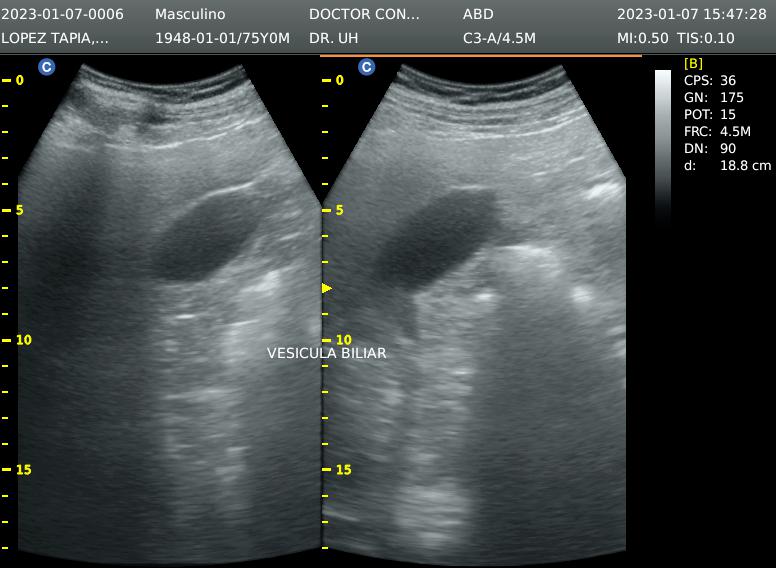 2023-01-07-0006 Masculino DOCTOR CON... ABD 2023-01-07 15:47:28
LOPEZ TAPIA,... 1948-01-01/75Y0M DR. UH C3-A/4.5M MI:0.50 TIS:0.10
C C
[B]
CPS: 36
GN: 175
POT: 15
FRC: 4.5M
DN: 90
d: 18.8 cm
0 0
5 5
10 10
VESICULA BILIAR
15 15